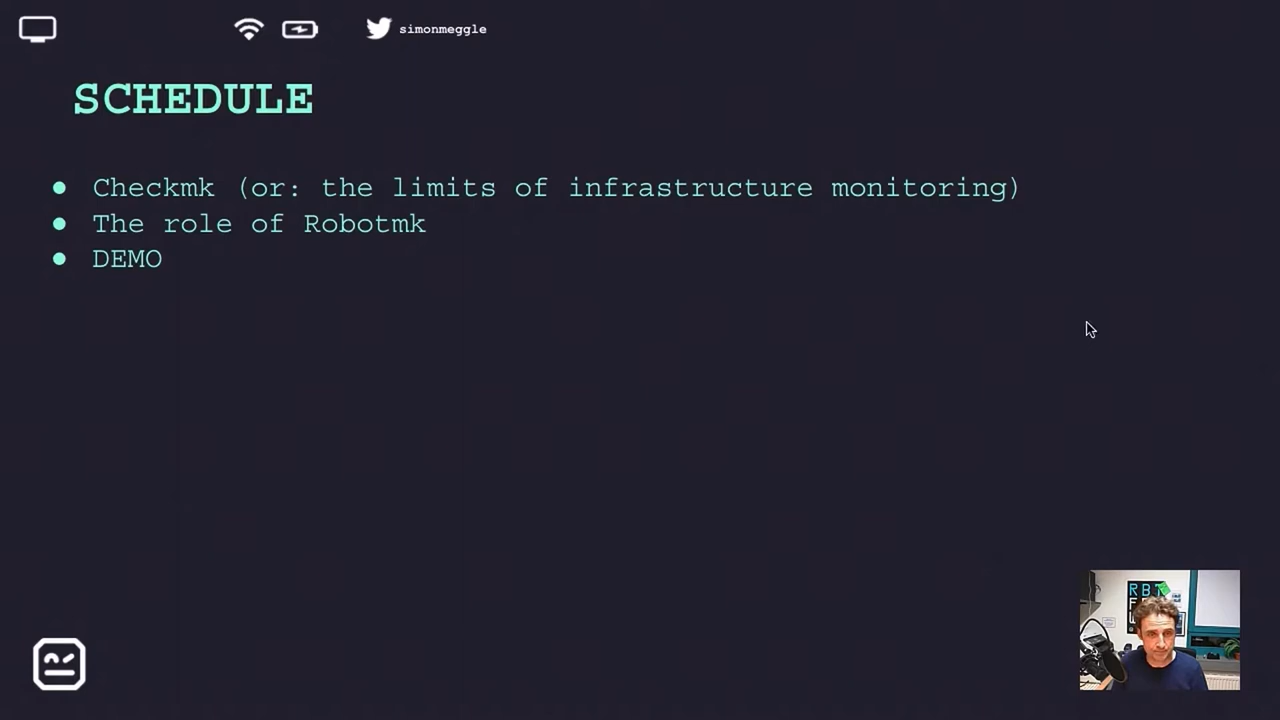 simonmeggle
SCHEDULE
● Checkmk (or: the limits of infrastructure monitoring)
● The role of Robotmk
● DEMO